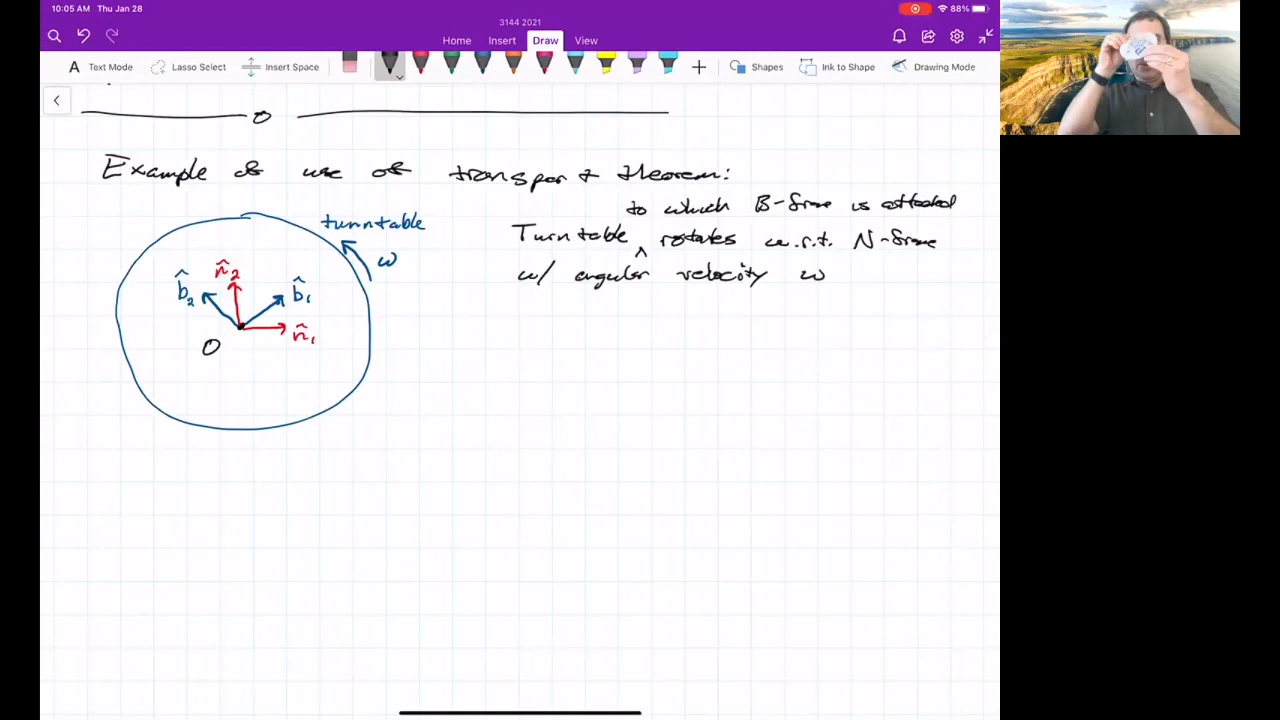 10:05 AM Thu Jan 28
88%
3144 2021
Home Insert Draw View
Text Mode Lasso Select Insert Space Shapes Ink to Shape Drawing Mode
O
Example of use of transport theorem:
turntable
ω
to which B-frame is attached
Turntable ^ rotates w.r.t. N-frame
w/ angular velocity ω
n̂₂
b̂₂
b̂₁
n̂₁
O